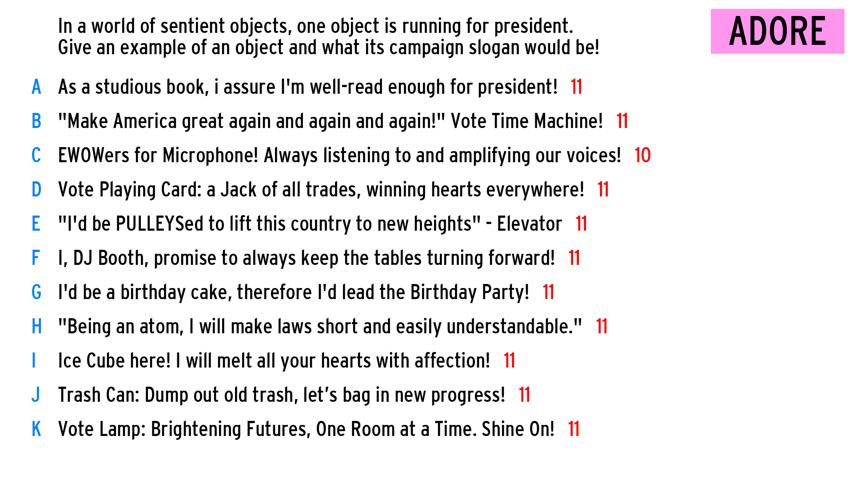 In a world of sentient objects, one object is running for president.
Give an example of an object and what its campaign slogan would be!
ADORE
A As a studious book, i assure I'm well-read enough for president! 11
B "Make America great again and again and again!" Vote Time Machine! 11
C EWOWers for Microphone! Always listening to and amplifying our voices! 10
D Vote Playing Card: a Jack of all trades, winning hearts everywhere! 11
E "I'd be PULLEYSed to lift this country to new heights" - Elevator 11
F I, DJ Booth, promise to always keep the tables turning forward! 11
G I'd be a birthday cake, therefore I'd lead the Birthday Party! 11
H "Being an atom, I will make laws short and easily understandable." 11
I Ice Cube here! I will melt all your hearts with affection! 11
J Trash Can: Dump out old trash, let’s bag in new progress! 11
K Vote Lamp: Brightening Futures, One Room at a Time. Shine On! 11